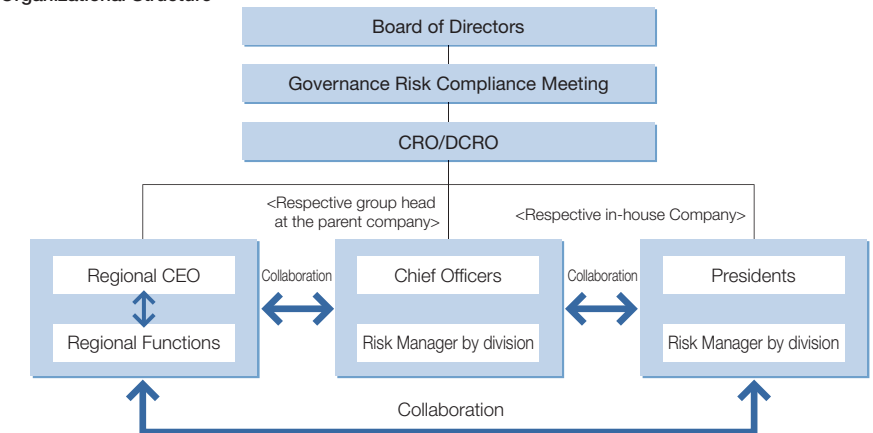 Organizational Structure
Board of Directors
Governance Risk Compliance Meeting
CRO/DCRO
<Respective group head
at the parent company>
<Respective in-house Company>
Regional CEO
Collaboration
Chief Officers
Collaboration
Presidents
Regional Functions
Risk Manager by division
Risk Manager by division
Collaboration